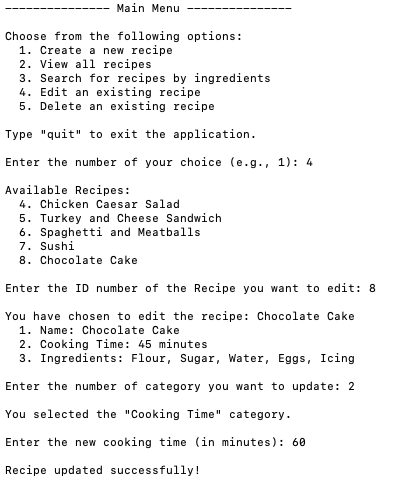 --------------- Main Menu ---------------
Choose from the following options:
1. Create a new recipe
2. View all recipes
3. Search for recipes by ingredients
4. Edit an existing recipe
5. Delete an existing recipe
Type "quit" to exit the application.
Enter the number of your choice (e.g., 1): 4
Available Recipes:
4. Chicken Caesar Salad
5. Turkey and Cheese Sandwich
6. Spaghetti and Meatballs
7. Sushi
8. Chocolate Cake
Enter the ID number of the Recipe you want to edit: 8
You have chosen to edit the recipe: Chocolate Cake
1. Name: Chocolate Cake
2. Cooking Time: 45 minutes
3. Ingredients: Flour, Sugar, Water, Eggs, Icing
Enter the number of category you want to update: 2
You selected the "Cooking Time" category.
Enter the new cooking time (in minutes): 60
Recipe updated successfully!